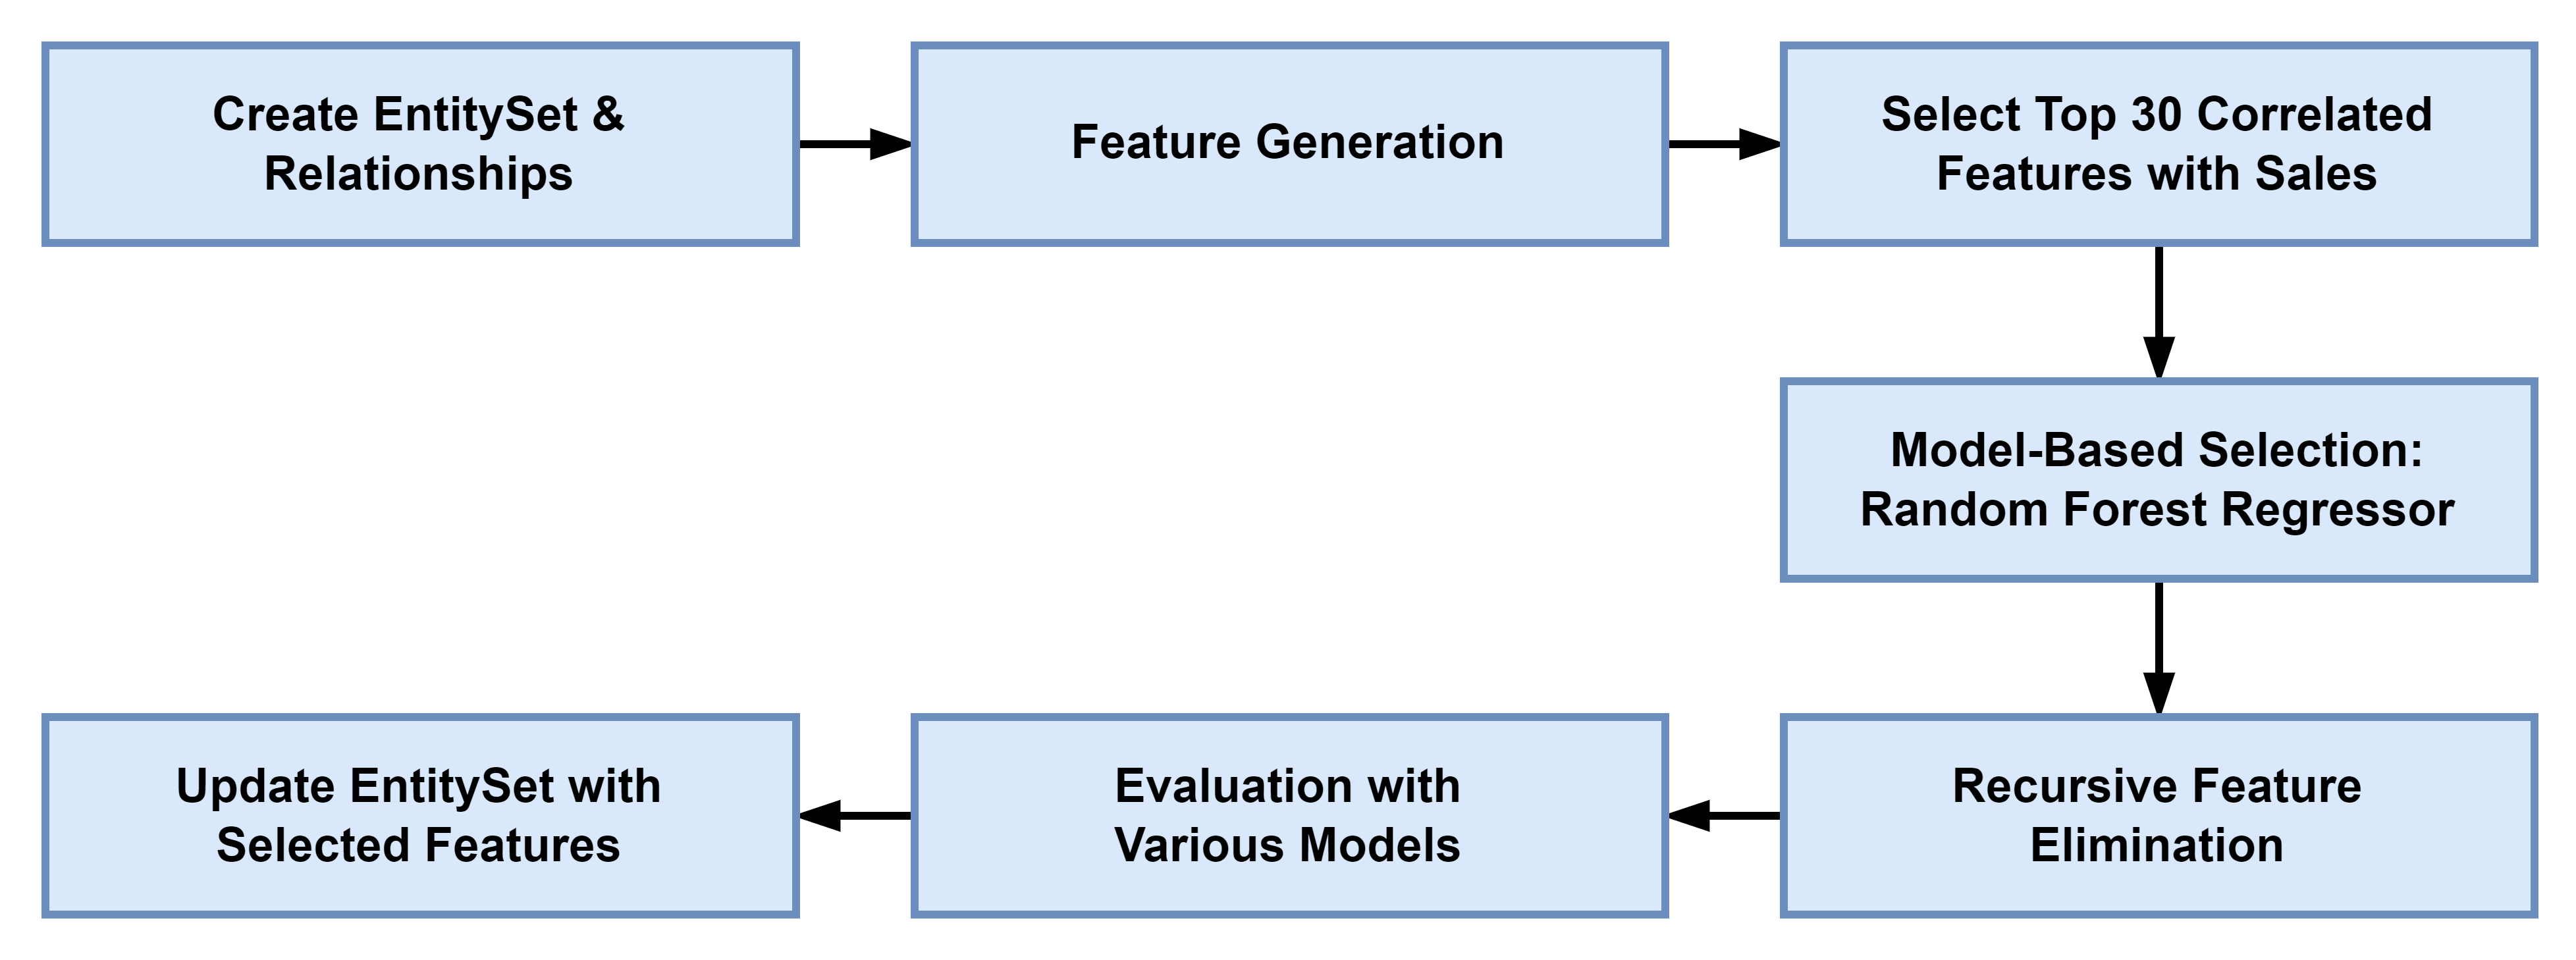 Create EntitySet &
Relationships
Feature Generation
Select Top 30 Correlated
Features with Sales
Model-Based Selection:
Random Forest Regressor
Recursive Feature
Elimination
Evaluation with
Various Models
Update EntitySet with
Selected Features